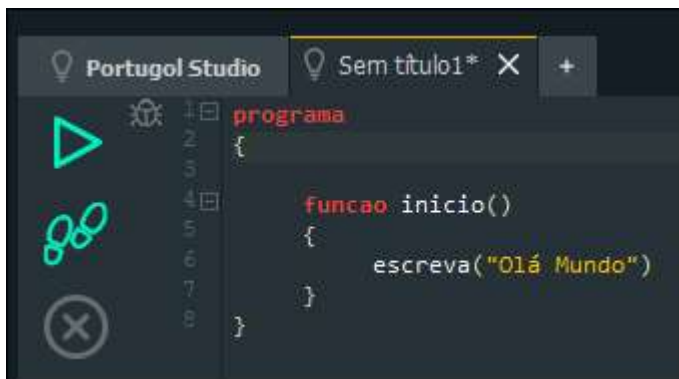 Portugol Studio Sem título1* X +
1 programa
2 {
3
4 funcao inicio()
5 {
6 escreva("Olá Mundo")
7 }
8 }